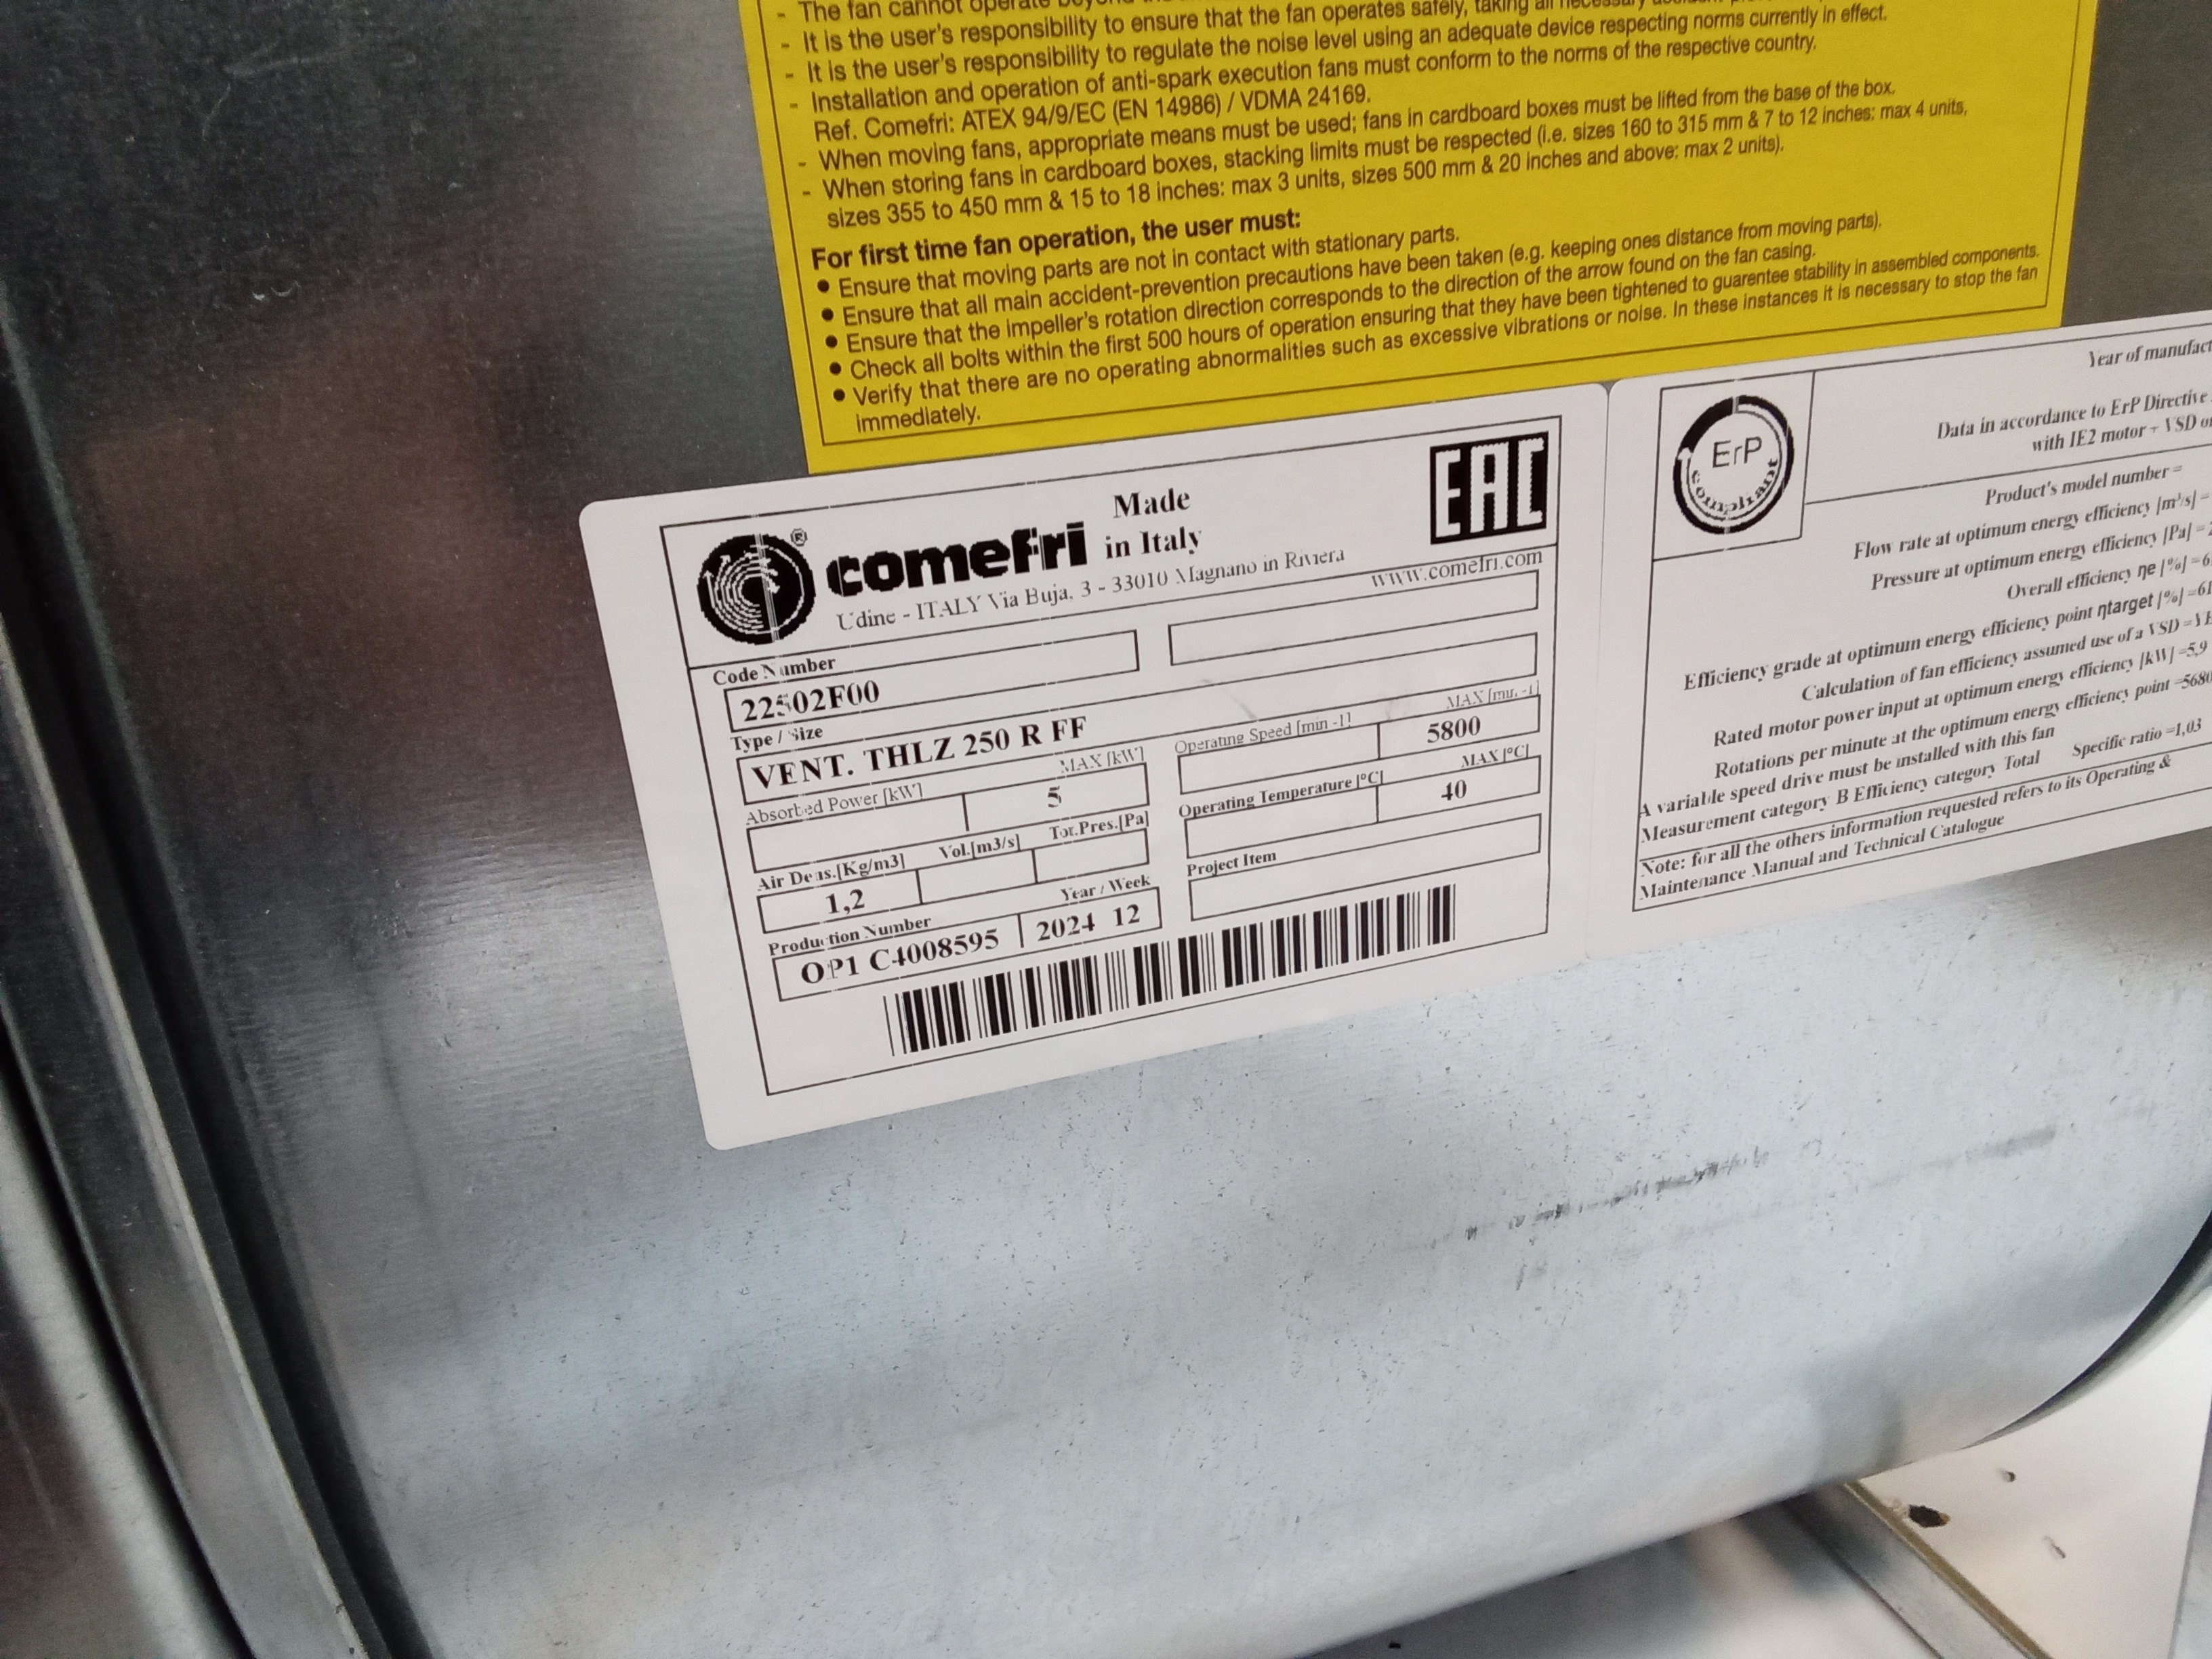 - The fan cannot operate beyond
- It is the user's responsibility to ensure that the fan operates safely, taking all necessary
- It is the user's responsibility to regulate the noise level using an adequate device respecting norms currently in effect.
- Installation and operation of anti-spark execution fans must conform to the norms of the respective country.
Ref. Comefri: ATEX 94/9/EC (EN 14986) / VDMA 24169.
- When moving fans, appropriate means must be used; fans in cardboard boxes must be lifted from the base of the box.
- When storing fans in cardboard boxes, stacking limits must be respected (i.e. sizes 160 to 315 mm & 7 to 12 inches: max 4 units,
sizes 355 to 450 mm & 15 to 18 inches: max 3 units, sizes 500 mm & 20 inches and above: max 2 units).
For first time fan operation, the user must:
● Ensure that moving parts are not in contact with stationary parts.
● Ensure that all main accident-prevention precautions have been taken (e.g. keeping ones distance from moving parts).
● Ensure that the impeller's rotation direction corresponds to the direction of the arrow found on the fan casing.
● Check all bolts within the first 500 hours of operation ensuring that they have been tightened to guarentee stability in assembled components.
● Verify that there are no operating abnormalities such as excessive vibrations or noise. In these instances it is necessary to stop the fan
immediately.
® comefri Made in Italy EAC
Udine - ITALY Via Buja, 3 - 33010 Magnano in Riviera www.comefri.com
Code Number
22502F00
Type / Size
VENT. THLZ 250 R FF
Absorbed Power [kW] MAX [kW] Operating Speed [min -1] MAX [min -1]
5 5800
Air Dens.[Kg/m3] Vol.[m3/s] Tot.Pres.[Pa] Operating Temperature [°C] MAX [°C]
1,2 40
Production Number Year / Week Project Item
OP1 C4008595 2024 12
ErP compliant
Year of
Data in accordance to ErP Directive
with IE2 motor + VSD
Product's model number =
Flow rate at optimum energy efficiency [m³/s] =
Pressure at optimum energy efficiency [Pa] =
Overall efficiency ηe [%] =
Efficiency grade at optimum energy efficiency point ηtarget [%] =
Calculation of fan efficiency assumed use of a VSD =
Rated motor power input at optimum energy efficiency [kW] =5,9
Rotations per minute at the optimum energy efficiency point =5680
A variable speed drive must be installed with this fan
Measurement category B Efficiency category Total Specific ratio =1,03
Note: for all the others information requested refers to its Operating &
Maintenance Manual and Technical Catalogue